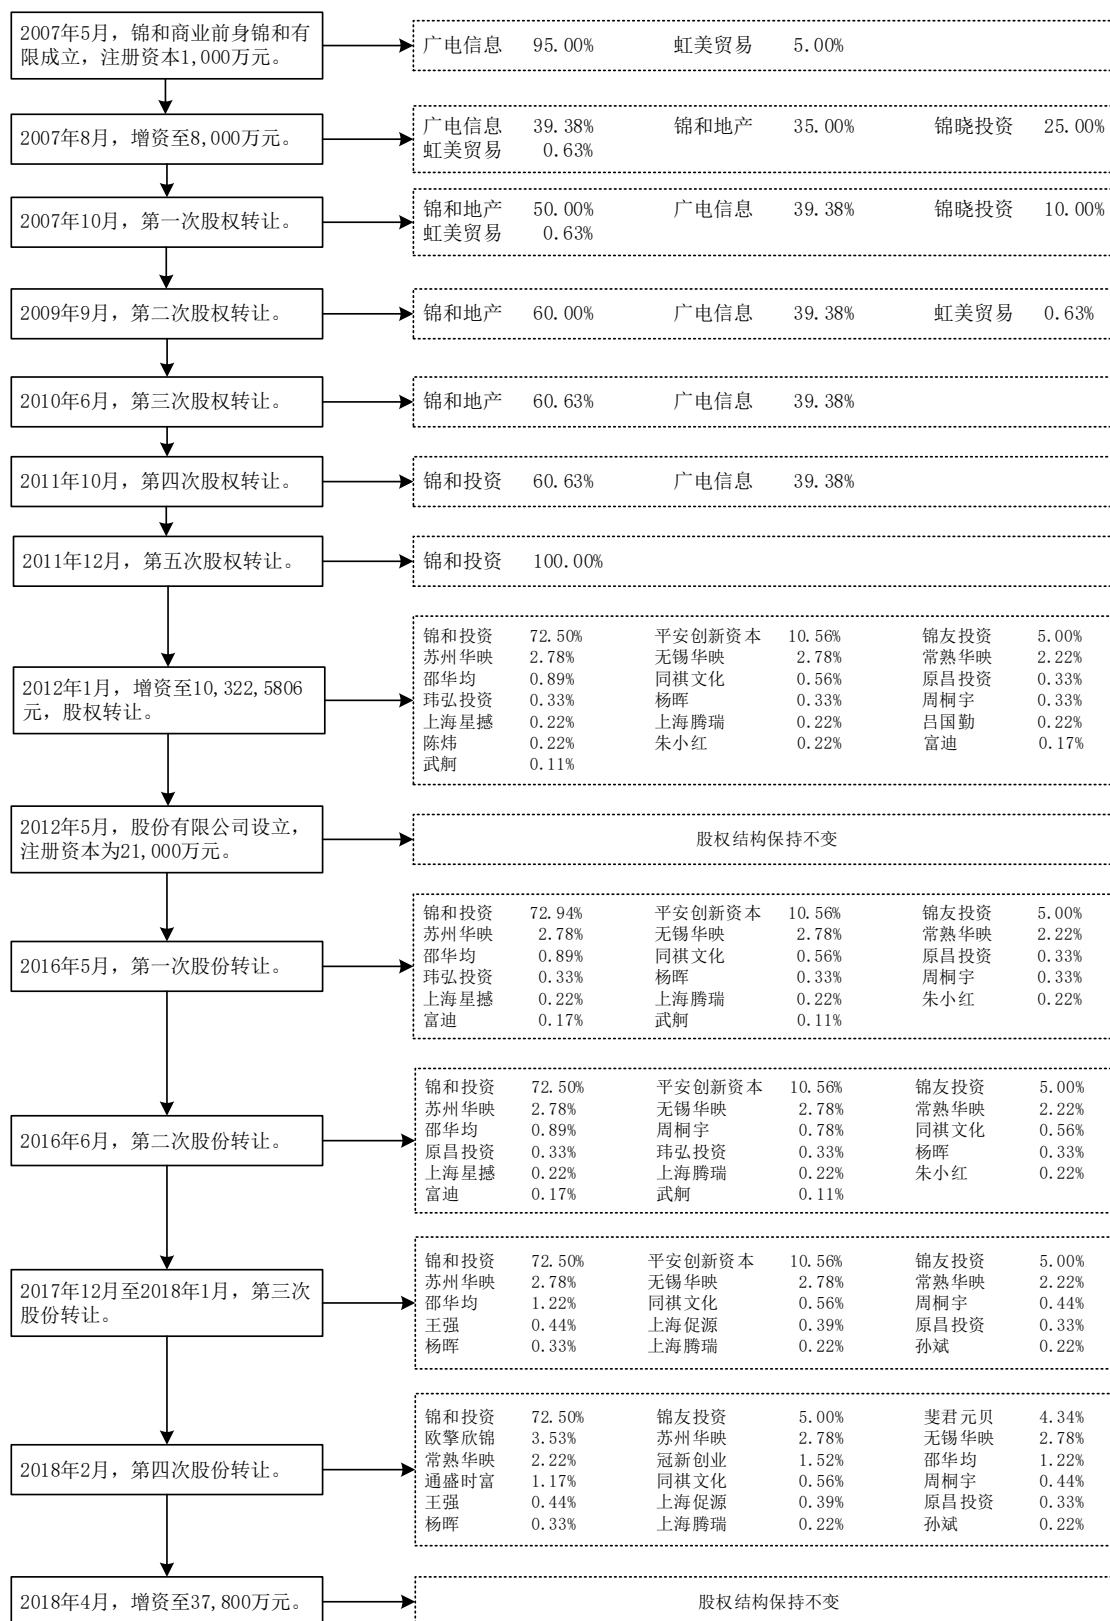 2007年5月，锦和商业前身锦和有
限成立，注册资本1,000万元。
广电信息 95.00% 虹美贸易 5.00%
2007年8月，增资至8,000万元。
广电信息 39.38% 锦和地产 35.00% 锦晓投资 25.00%
虹美贸易 0.63%
2007年10月，第一次股权转让。
锦和地产 50.00% 广电信息 39.38% 锦晓投资 10.00%
虹美贸易 0.63%
2009年9月，第二次股权转让。
锦和地产 60.00% 广电信息 39.38% 虹美贸易 0.63%
2010年6月，第三次股权转让。
锦和地产 60.63% 广电信息 39.38%
2011年10月，第四次股权转让。
锦和投资 60.63% 广电信息 39.38%
2011年12月，第五次股权转让。
锦和投资 100.00%
2012年1月，增资至10,322,5806
元，股权转让。
锦和投资 72.50% 平安创新资本 10.56% 锦友投资 5.00%
苏州华映 2.78% 无锡华映 2.78% 常熟华映 2.22%
邵华均 0.89% 同祺文化 0.56% 原昌投资 0.33%
玮弘投资 0.33% 杨晖 0.33% 周桐宇 0.33%
上海星撼 0.22% 上海腾瑞 0.22% 吕国勤 0.22%
陈炜 0.22% 朱小红 0.22% 富迪 0.17%
武舸 0.11%
2012年5月，股份有限公司设立，
注册资本为21,000万元。
股权结构保持不变
2016年5月，第一次股份转让。
锦和投资 72.94% 平安创新资本 10.56% 锦友投资 5.00%
苏州华映 2.78% 无锡华映 2.78% 常熟华映 2.22%
邵华均 0.89% 同祺文化 0.56% 原昌投资 0.33%
玮弘投资 0.33% 杨晖 0.33% 周桐宇 0.33%
上海星撼 0.22% 上海腾瑞 0.22% 朱小红 0.22%
富迪 0.17% 武舸 0.11%
2016年6月，第二次股份转让。
锦和投资 72.50% 平安创新资本 10.56% 锦友投资 5.00%
苏州华映 2.78% 无锡华映 2.78% 常熟华映 2.22%
邵华均 0.89% 周桐宇 0.78% 同祺文化 0.56%
原昌投资 0.33% 玮弘投资 0.33% 杨晖 0.33%
上海星撼 0.22% 上海腾瑞 0.22% 朱小红 0.22%
富迪 0.17% 武舸 0.11%
2017年12月至2018年1月，第三次
股份转让。
锦和投资 72.50% 平安创新资本 10.56% 锦友投资 5.00%
苏州华映 2.78% 无锡华映 2.78% 常熟华映 2.22%
邵华均 1.22% 同祺文化 0.56% 周桐宇 0.44%
王强 0.44% 上海促源 0.39% 原昌投资 0.33%
杨晖 0.33% 上海腾瑞 0.22% 孙斌 0.22%
2018年2月，第四次股份转让。
锦和投资 72.50% 锦友投资 5.00% 斐君元贝 4.34%
欧擎欣锦 3.53% 苏州华映 2.78% 无锡华映 2.78%
常熟华映 2.22% 冠新创业 1.52% 邵华均 1.22%
通盛时富 1.17% 同祺文化 0.56% 周桐宇 0.44%
王强 0.44% 上海促源 0.39% 原昌投资 0.33%
杨晖 0.33% 上海腾瑞 0.22% 孙斌 0.22%
2018年4月，增资至37,800万元。
股权结构保持不变